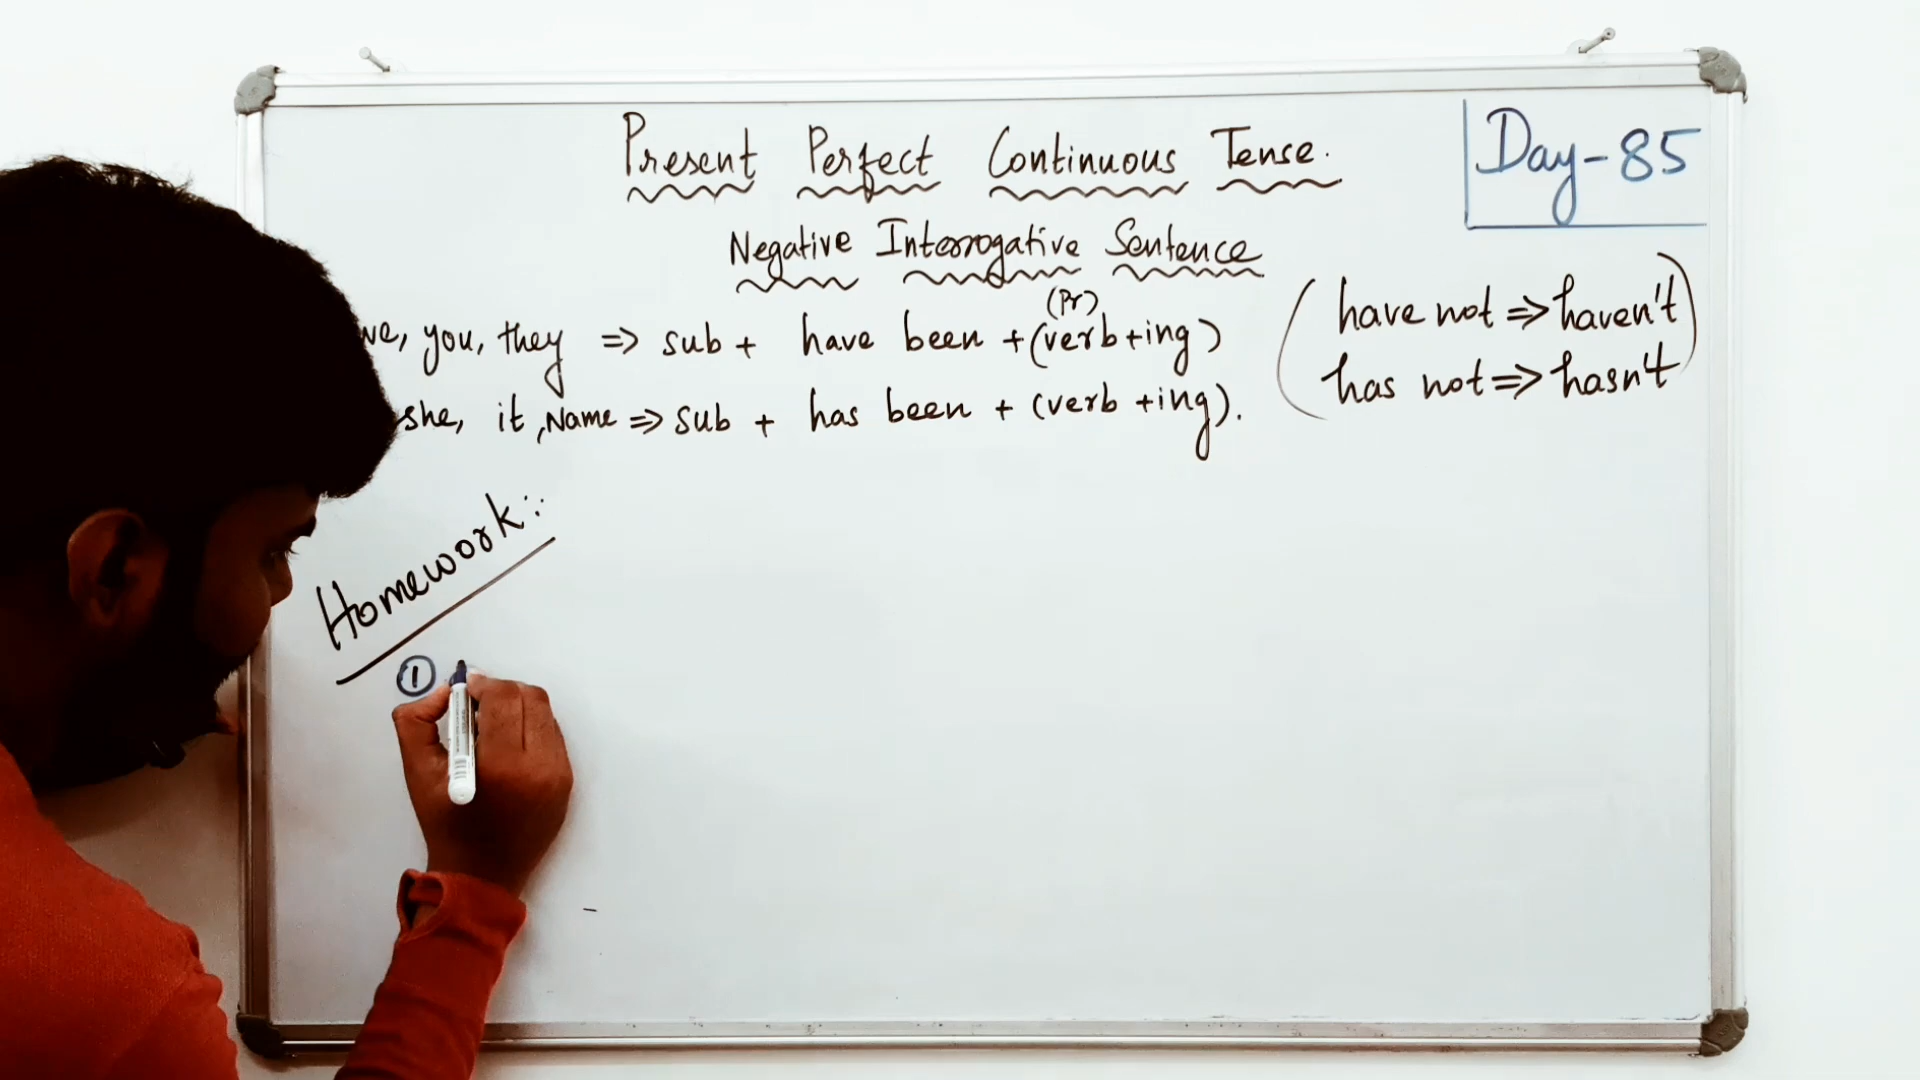 Present Perfect Continuous Tense.
Day-85
Negative Interrogative Sentence
(Pr)
we, you, they => sub + have been + (verb+ing)
she, it, Name => sub + has been + (verb +ing).
(have not => haven't
has not => hasn't)
Homework::
①